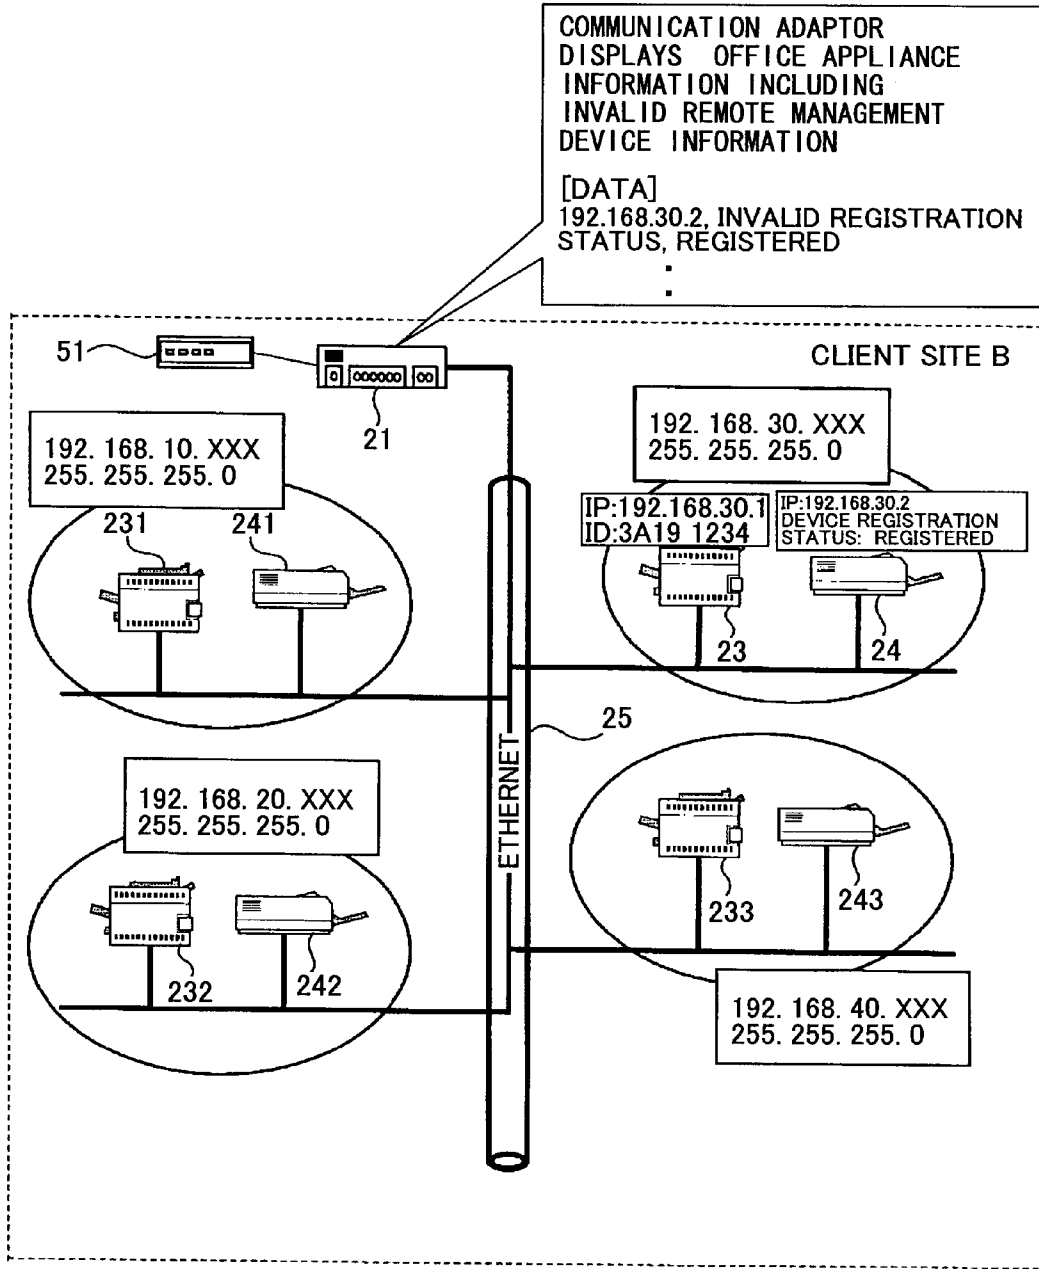 COMMUNICATION ADAPTOR
DISPLAYS OFFICE APPLIANCE
INFORMATION INCLUDING
INVALID REMOTE MANAGEMENT
DEVICE INFORMATION
[DATA]
192.168.30.2, INVALID REGISTRATION
STATUS, REGISTERED
51
21
CLIENT SITE B
192. 168. 10. XXX
255. 255. 255. 0
231
241
192. 168. 30. XXX
255. 255. 255. 0
IP:192.168.30.1
ID:3A19 1234
IP:192.168.30.2
DEVICE REGISTRATION
STATUS: REGISTERED
23
24
25
ETHERNET
192. 168. 20. XXX
255. 255. 255. 0
232
242
233
243
192. 168. 40. XXX
255. 255. 255. 0